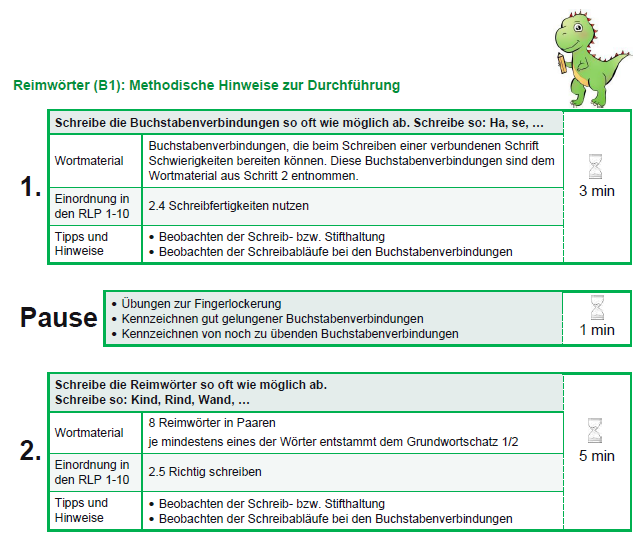 Reimwörter (B1): Methodische Hinweise zur Durchführung
1.
Schreibe die Buchstabenverbindungen so oft wie möglich ab. Schreibe so: Ha, se, …
Wortmaterial
Buchstabenverbindungen, die beim Schreiben einer verbundenen Schrift
Schwierigkeiten bereiten können. Diese Buchstabenverbindungen sind dem
Wortmaterial aus Schritt 2 entnommen.
Einordnung in
den RLP 1-10
2.4 Schreibfertigkeiten nutzen
Tipps und
Hinweise
• Beobachten der Schreib- bzw. Stifthaltung
• Beobachten der Schreibabläufe bei den Buchstabenverbindungen
3 min
Pause
• Übungen zur Fingerlockerung
• Kennzeichnen gut gelungener Buchstabenverbindungen
• Kennzeichnen von noch zu übenden Buchstabenverbindungen
1 min
2.
Schreibe die Reimwörter so oft wie möglich ab.
Schreibe so: Kind, Rind, Wand, …
Wortmaterial
8 Reimwörter in Paaren
je mindestens eines der Wörter entstammt dem Grundwortschatz 1/2
Einordnung in
den RLP 1-10
2.5 Richtig schreiben
Tipps und
Hinweise
• Beobachten der Schreib- bzw. Stifthaltung
• Beobachten der Schreibabläufe bei den Buchstabenverbindungen
5 min